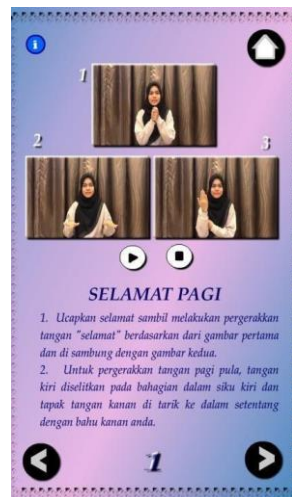 i
1
2
3
SELAMAT PAGI
1. Ucapkan selamat sambil melakukan pergerakkan
tangan "selamat" berdasarkan dari gambar pertama
dan di sambung dengan gambar kedua.
2. Untuk pergerakkan tangan pagi pula, tangan
kiri diselitkan pada bahagian dalam siku kiri dan
tapak tangan kanan di tarik ke dalam setentang
dengan bahu kanan anda.
1